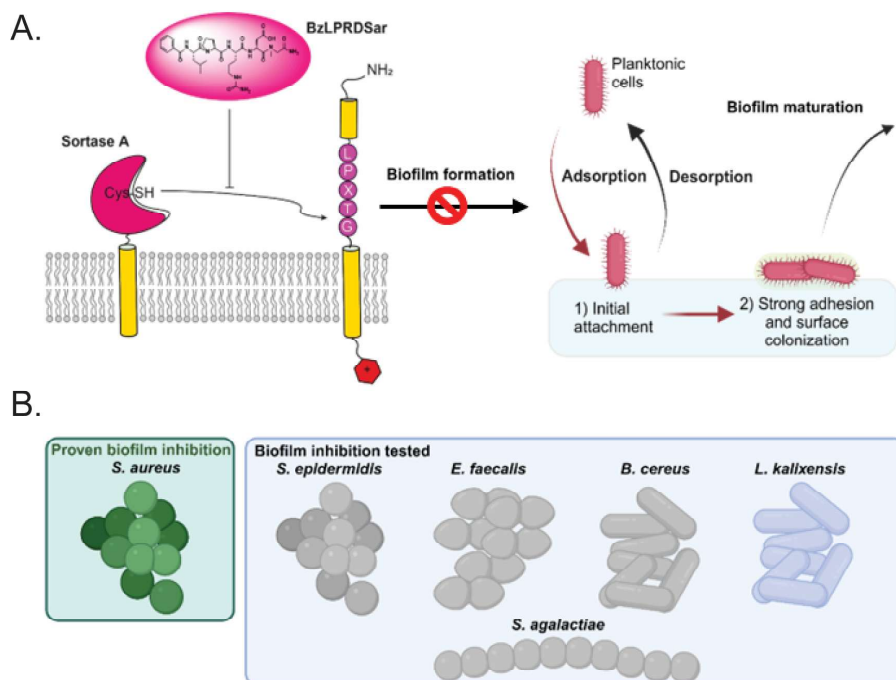 A.
BzLPRDSar
NH₂
Sortase A
Cys-SH
L
P
X
T
G
+
Biofilm formation
Planktonic
cells
Biofilm maturation
Adsorption
Desorption
1) Initial
attachment
2) Strong adhesion
and surface
colonization
B.
Proven biofilm inhibition
S. aureus
Biofilm inhibition tested
S. epidermidis
E. faecalis
B. cereus
L. kalixensis
S. agalactiae